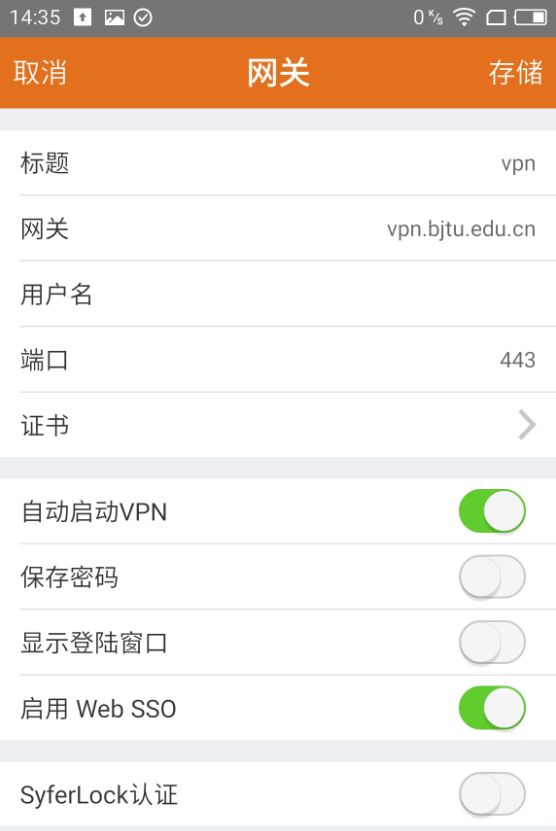 14:35 0 K/s
取消 网关 存储
标题 vpn
网关 vpn.bjtu.edu.cn
用户名
端口 443
证书
自动启动VPN
保存密码
显示登陆窗口
启用 Web SSO
SyferLock认证